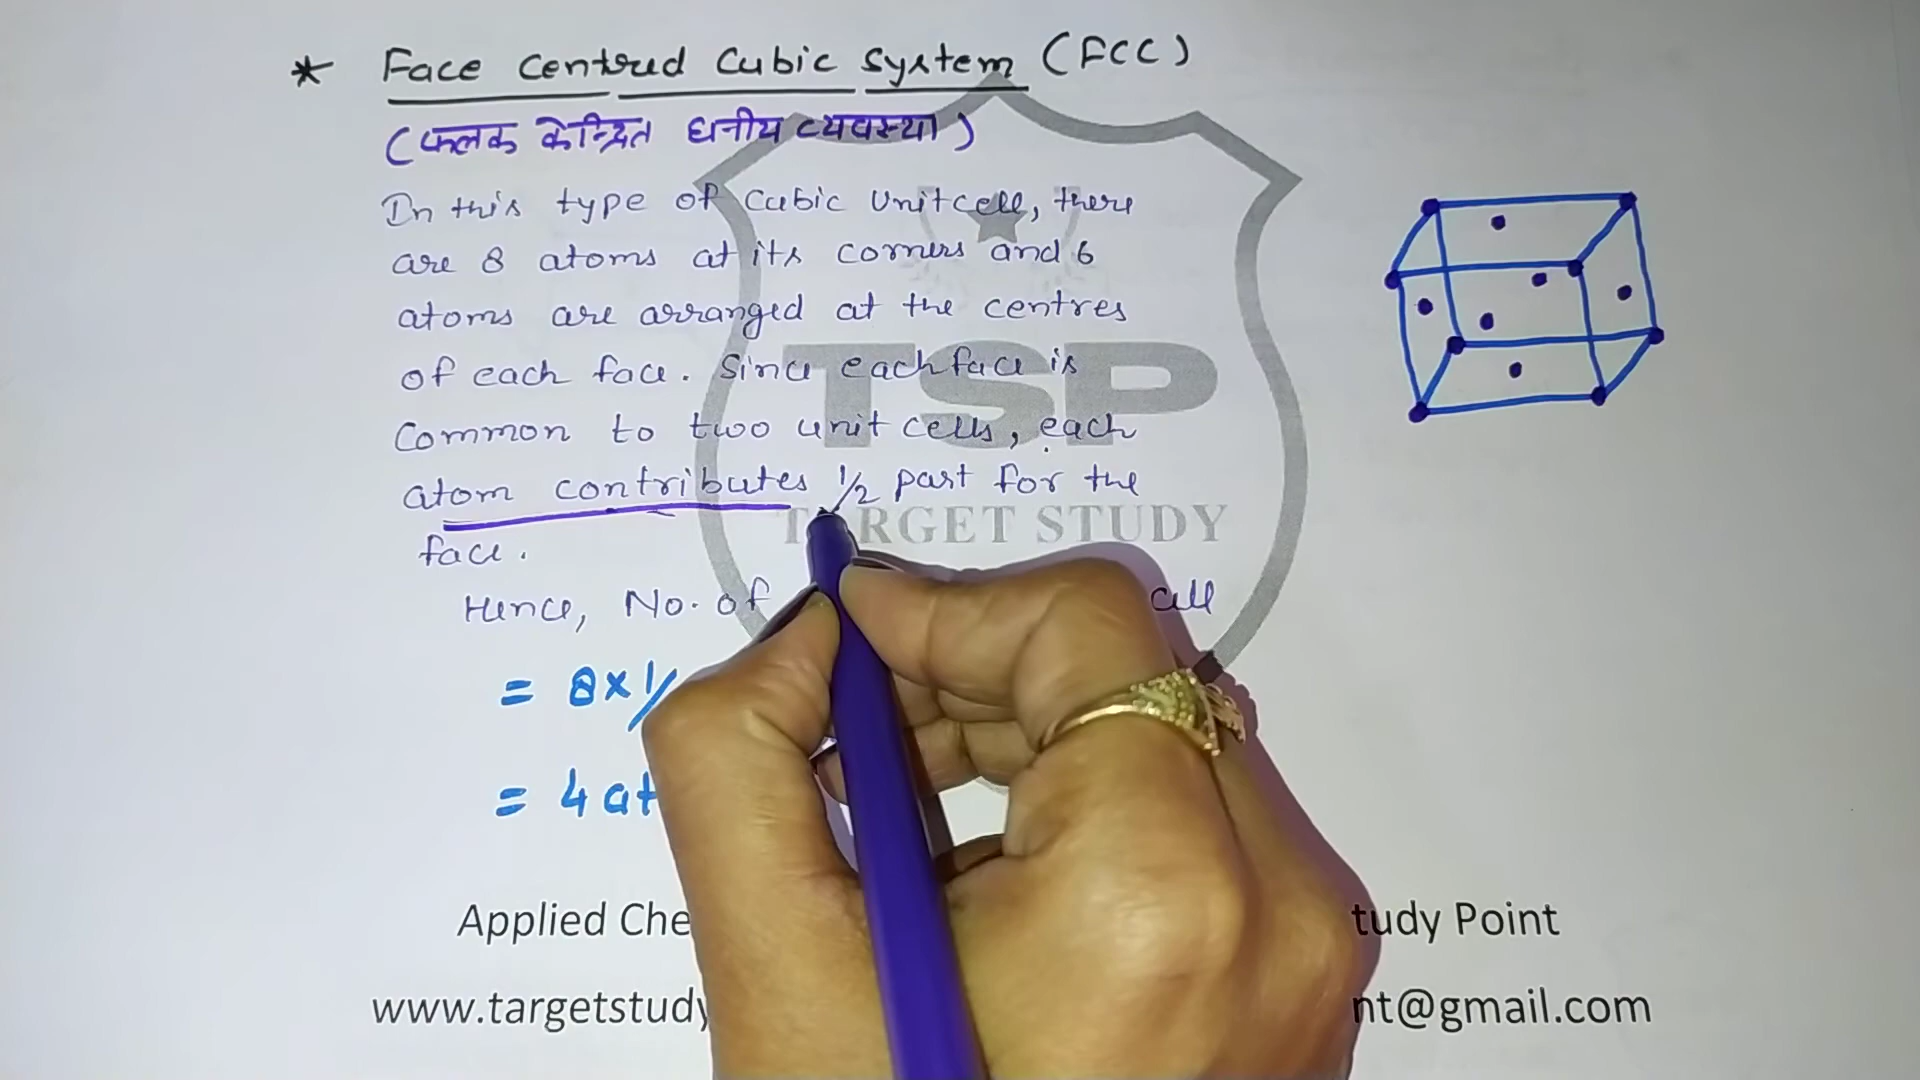 * Face Centred Cubic System (FCC)
(फलक केन्द्रित घनीय व्यवस्था)
In this type of Cubic Unitcell, there
are 8 atoms at its corners and 6
atoms are arranged at the centres
of each face. Since each face is
Common to two unit cells, each
atom contributes 1/2 part for the
face.
Hence, No. of
= 8×1/
= 4 at
TSP
TARGET STUDY
Applied Che tudy Point
www.targetstudy nt@gmail.com